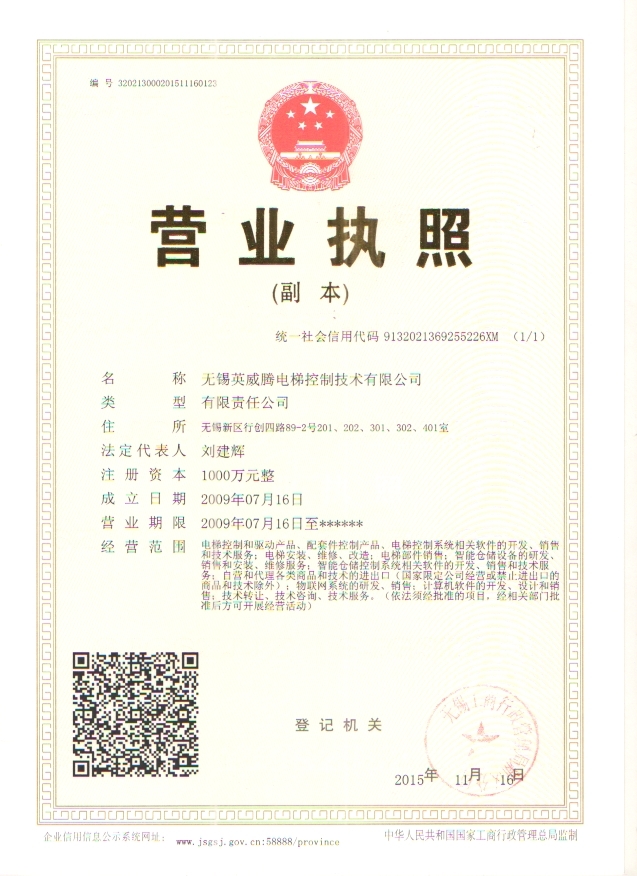 编 号 320213000201511160123
营业执照
(副 本)
统一社会信用代码 9132021369255226XM （1/1）
名 称 无锡英威腾电梯控制技术有限公司
类 型 有限责任公司
住 所 无锡新区行创四路89-2号201、202、301、302、401室
法定代表人 刘建辉
注册资本 1000万元整
成立日期 2009年07月16日
营业期限 2009年07月16日至******
经营范围 电梯控制和驱动产品、配套件控制产品、电梯控制系统相关软件的开发、销售
和技术服务；电梯安装、维修、改造；电梯部件销售；智能仓储设备的研发、
销售和安装、维修服务；智能仓储控制系统相关软件的开发、销售和技术服
务；自营和代理各类商品和技术的进出口（国家限定公司经营或禁止进出口的
商品和技术除外）；物联网系统的研发、销售；计算机软件的开发、设计和销
售；技术转让、技术咨询、技术服务。（依法须经批准的项目，经相关部门批
准后方可开展经营活动）
登记机关
2015年 11月 16日
企业信用信息公示系统网址： www.jsgsj.gov.cn:58888/province
中华人民共和国国家工商行政管理总局监制